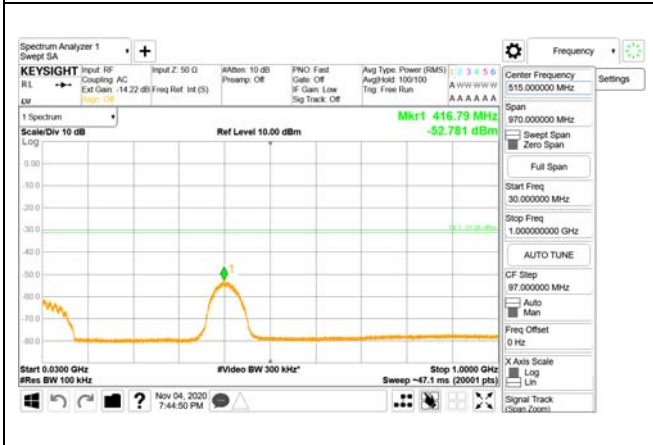 Spectrum Analyzer 1
Swept SA
+
Frequency
KEYSIGHT Input: RF
Coupling: AC
Ext Gain: -14.22 dB
Align: Off
Input Z: 50 Ω
Freq Ref: Int (S)
#Atten: 10 dB
Preamp: Off
PNO: Fast
Gate: Off
IF Gain: Low
Sig Track: Off
Avg Type: Power (RMS)
Avg|Hold: 100/100
Trig: Free Run
1 2 3 4 5 6
A W W W W W
A A A A A A
RL
1 Spectrum
Scale/Div 10 dB
Ref Level 10.00 dBm
Mkr1 416.79 MHz
-52.781 dBm
Log
0.00
-10.0
-20.0
-30.0
-40.0
-50.0
-60.0
-70.0
-80.0
1
Start 0.0300 GHz
#Res BW 100 kHz
#Video BW 300 kHz*
Stop 1.0000 GHz
Sweep ~47.1 ms (20001 pts)
Nov 04, 2020
7:44:50 PM
Center Frequency
515.000000 MHz
Settings
Span
970.000000 MHz
Swept Span
Zero Span
Full Span
Start Freq
30.000000 MHz
Stop Freq
1.000000000 GHz
AUTO TUNE
CF Step
97.000000 MHz
Auto
Man
Freq Offset
0 Hz
X Axis Scale
Log
Lin
Signal Track
(Span Zoom)